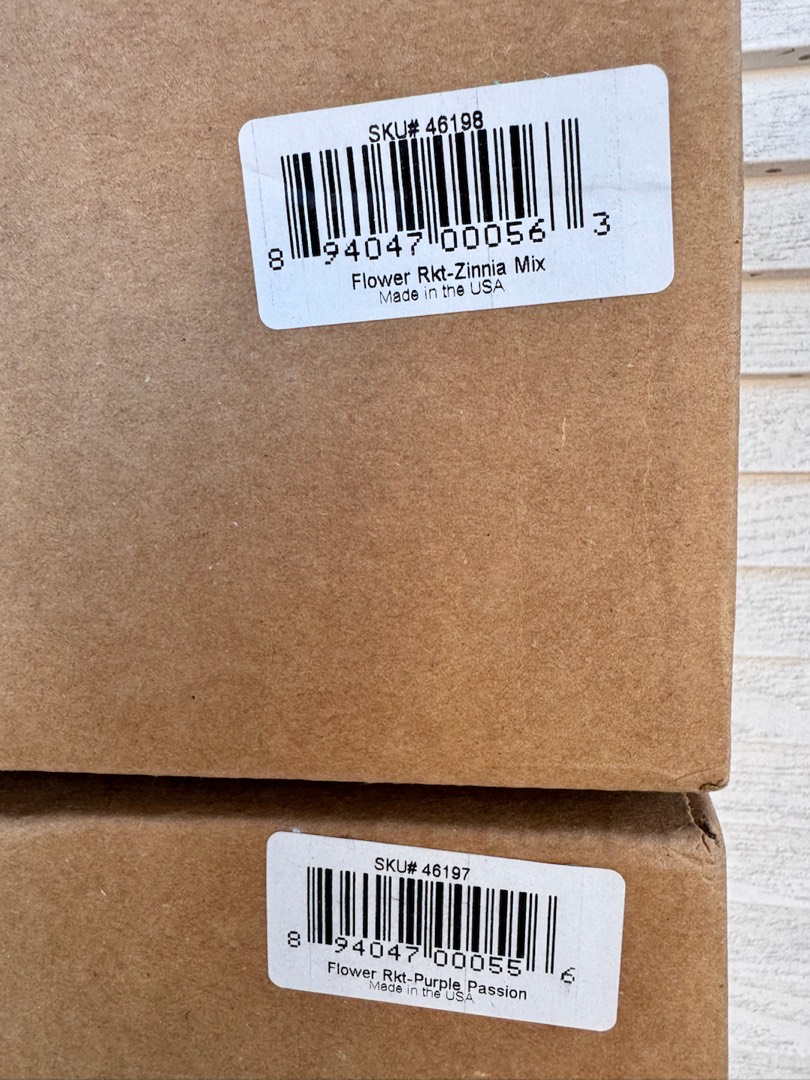 SKU# 46198
8 94047 00056 3
Flower Rkt-Zinnia Mix
Made in the USA
SKU# 46197
8 94047 00055 6
Flower Rkt-Purple Passion
Made in the USA